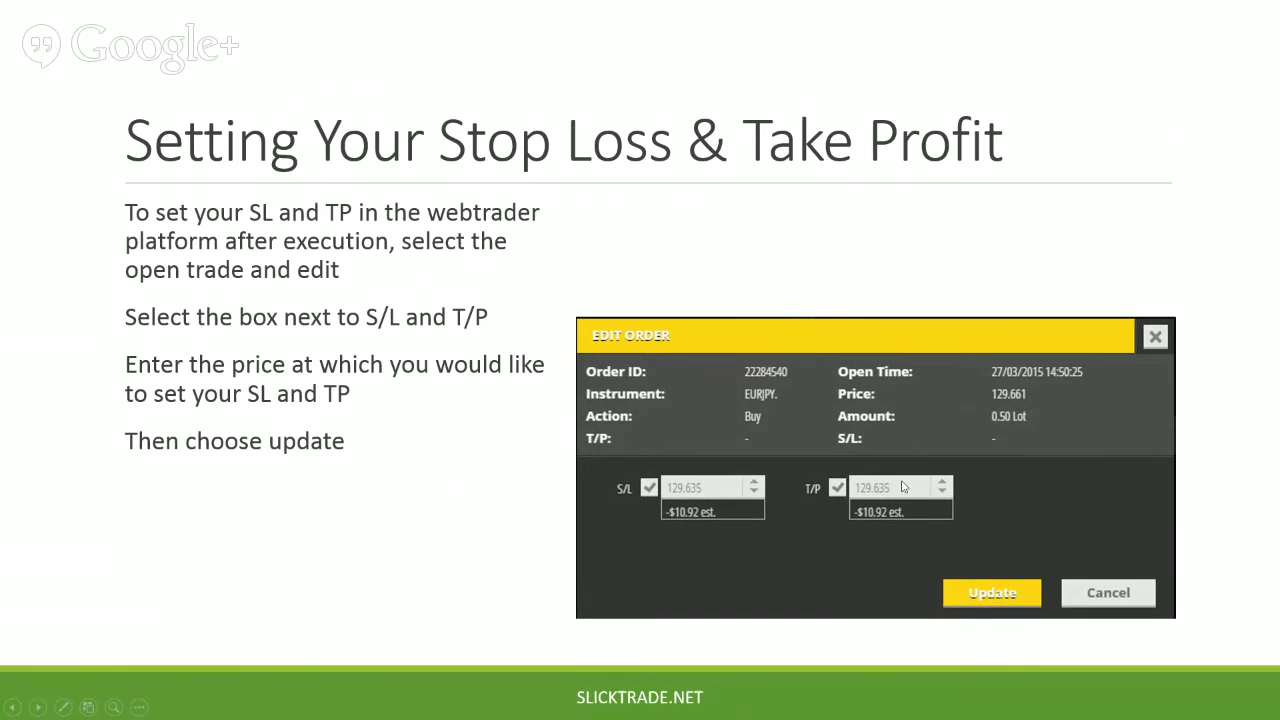 Google+
Setting Your Stop Loss & Take Profit
To set your SL and TP in the webtrader
platform after execution, select the
open trade and edit
Select the box next to S/L and T/P
Enter the price at which you would like
to set your SL and TP
Then choose update
EDIT ORDER
Order ID: 22284540 Open Time: 27/03/2015 14:50:25
Instrument: EURJPY. Price: 129.661
Action: Buy Amount: 0.50 Lot
T/P: - S/L: -
S/L 129.635 T/P 129.635
-$10.92 est. -$10.92 est.
Update Cancel
SLICKTRADE.NET